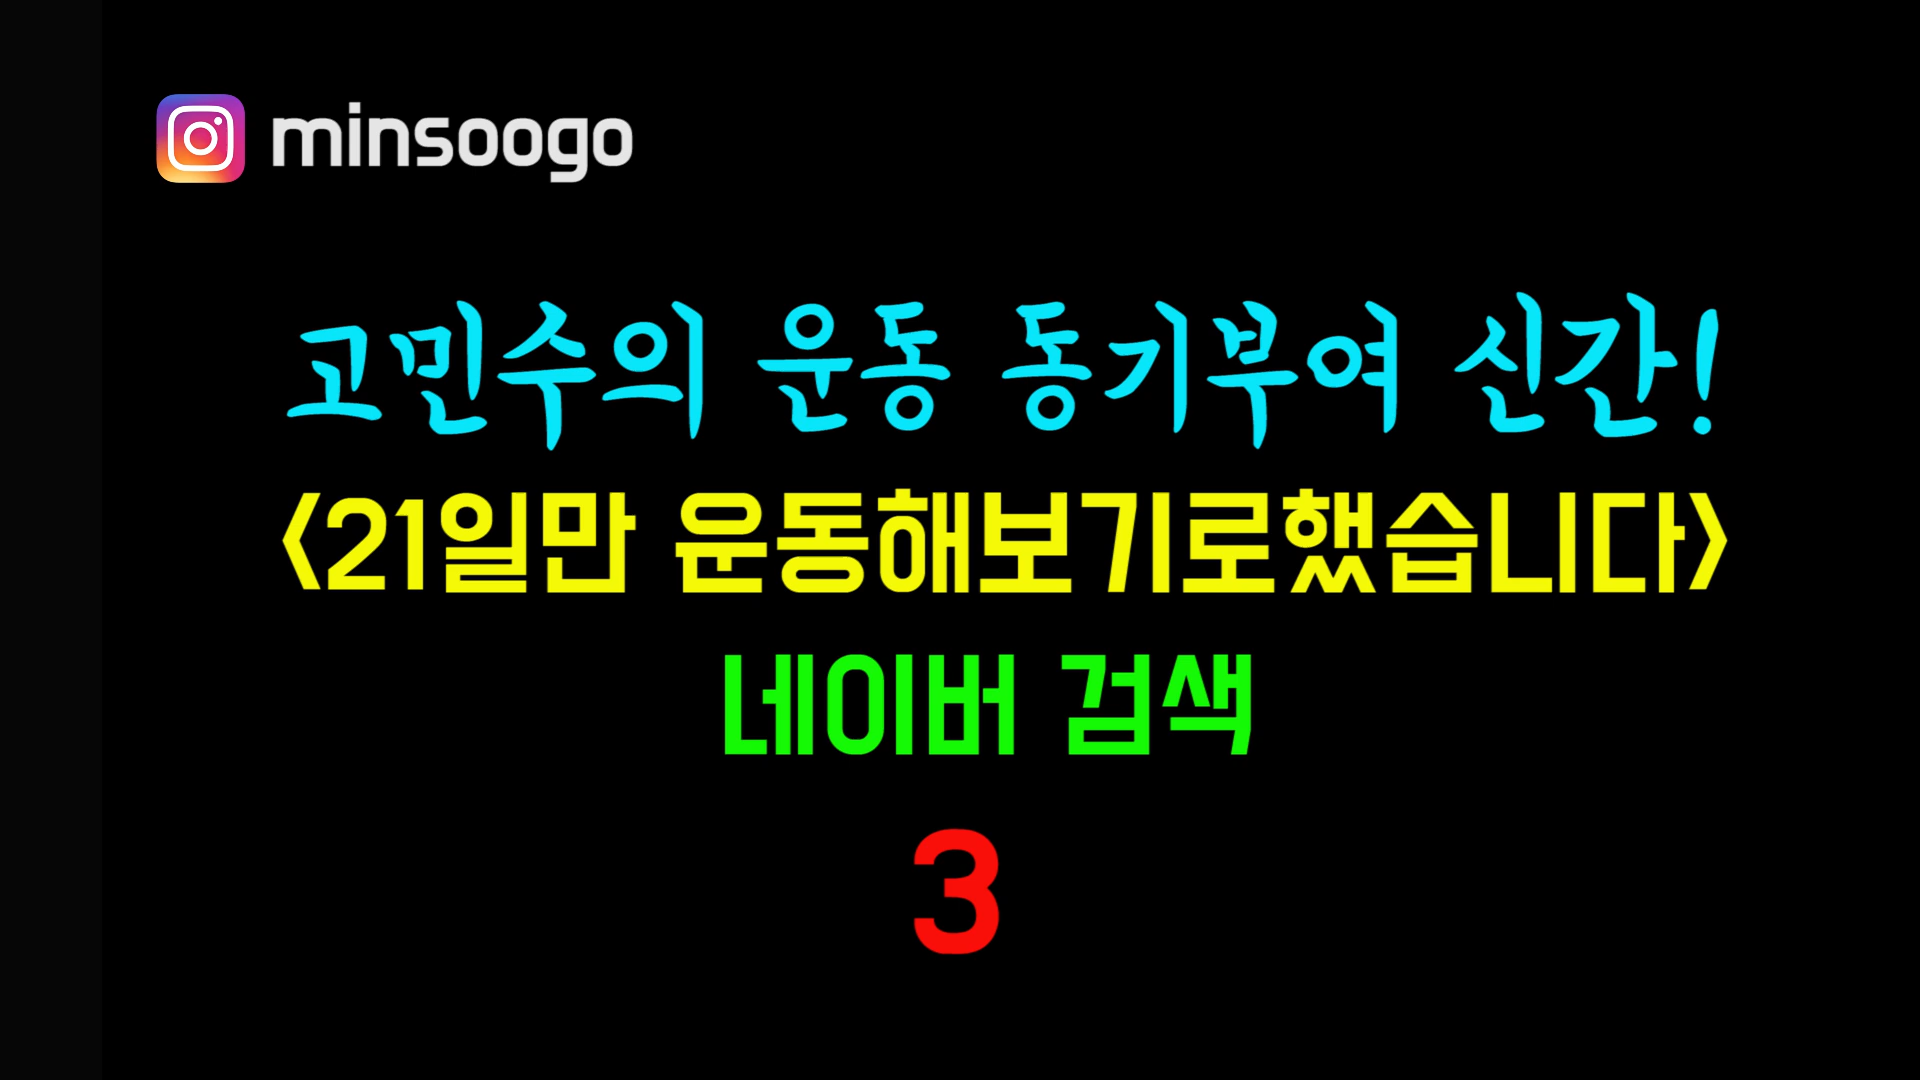 minsoogo
고민수의 운동 동기부여 신간!
<21일만 운동해보기로했습니다>
네이버 검색
3